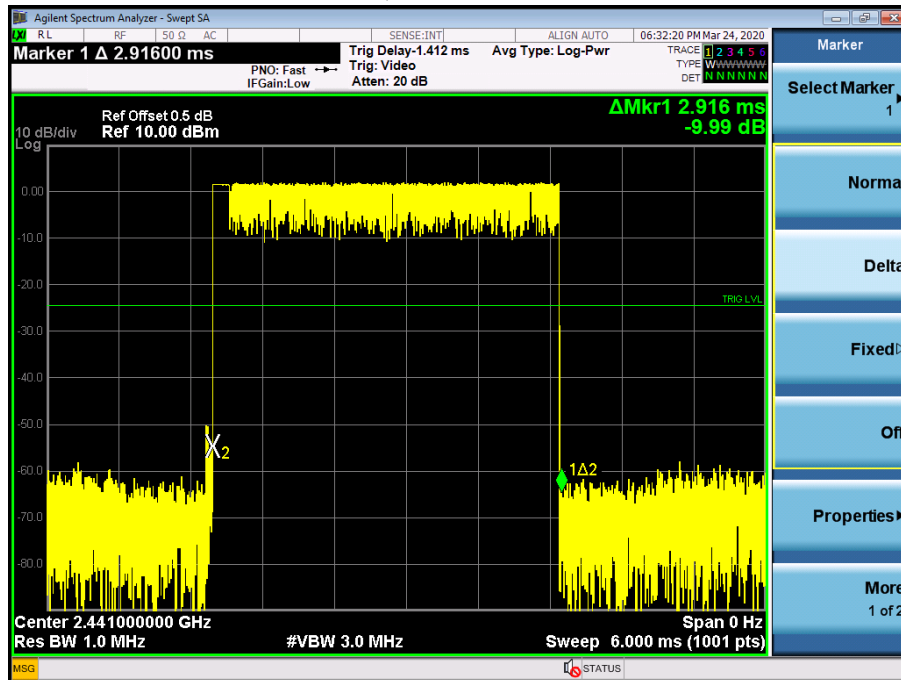 Agilent Spectrum Analyzer - Swept SA
LXI RL RF 50 Ω AC SENSE:INT ALIGN AUTO 06:32:20 PM Mar 24, 2020
Marker 1 Δ 2.91600 ms
PNO: Fast
IFGain:Low
Trig Delay-1.412 ms
Trig: Video
Atten: 20 dB
Avg Type: Log-Pwr
TRACE 1 2 3 4 5 6
TYPE WWWWWWW
DET N N N N N N
ΔMkr1 2.916 ms
-9.99 dB
Ref Offset 0.5 dB
10 dB/div Ref 10.00 dBm
Log
0.00
-10.0
-20.0
TRIG LVL
-30.0
-40.0
-50.0
2
-60.0
1Δ2
-70.0
-80.0
Center 2.441000000 GHz Span 0 Hz
Res BW 1.0 MHz #VBW 3.0 MHz Sweep 6.000 ms (1001 pts)
MSG STATUS
Marker
Select Marker
1
Norma
Delta
Fixed
Off
Properties
More
1 of 2